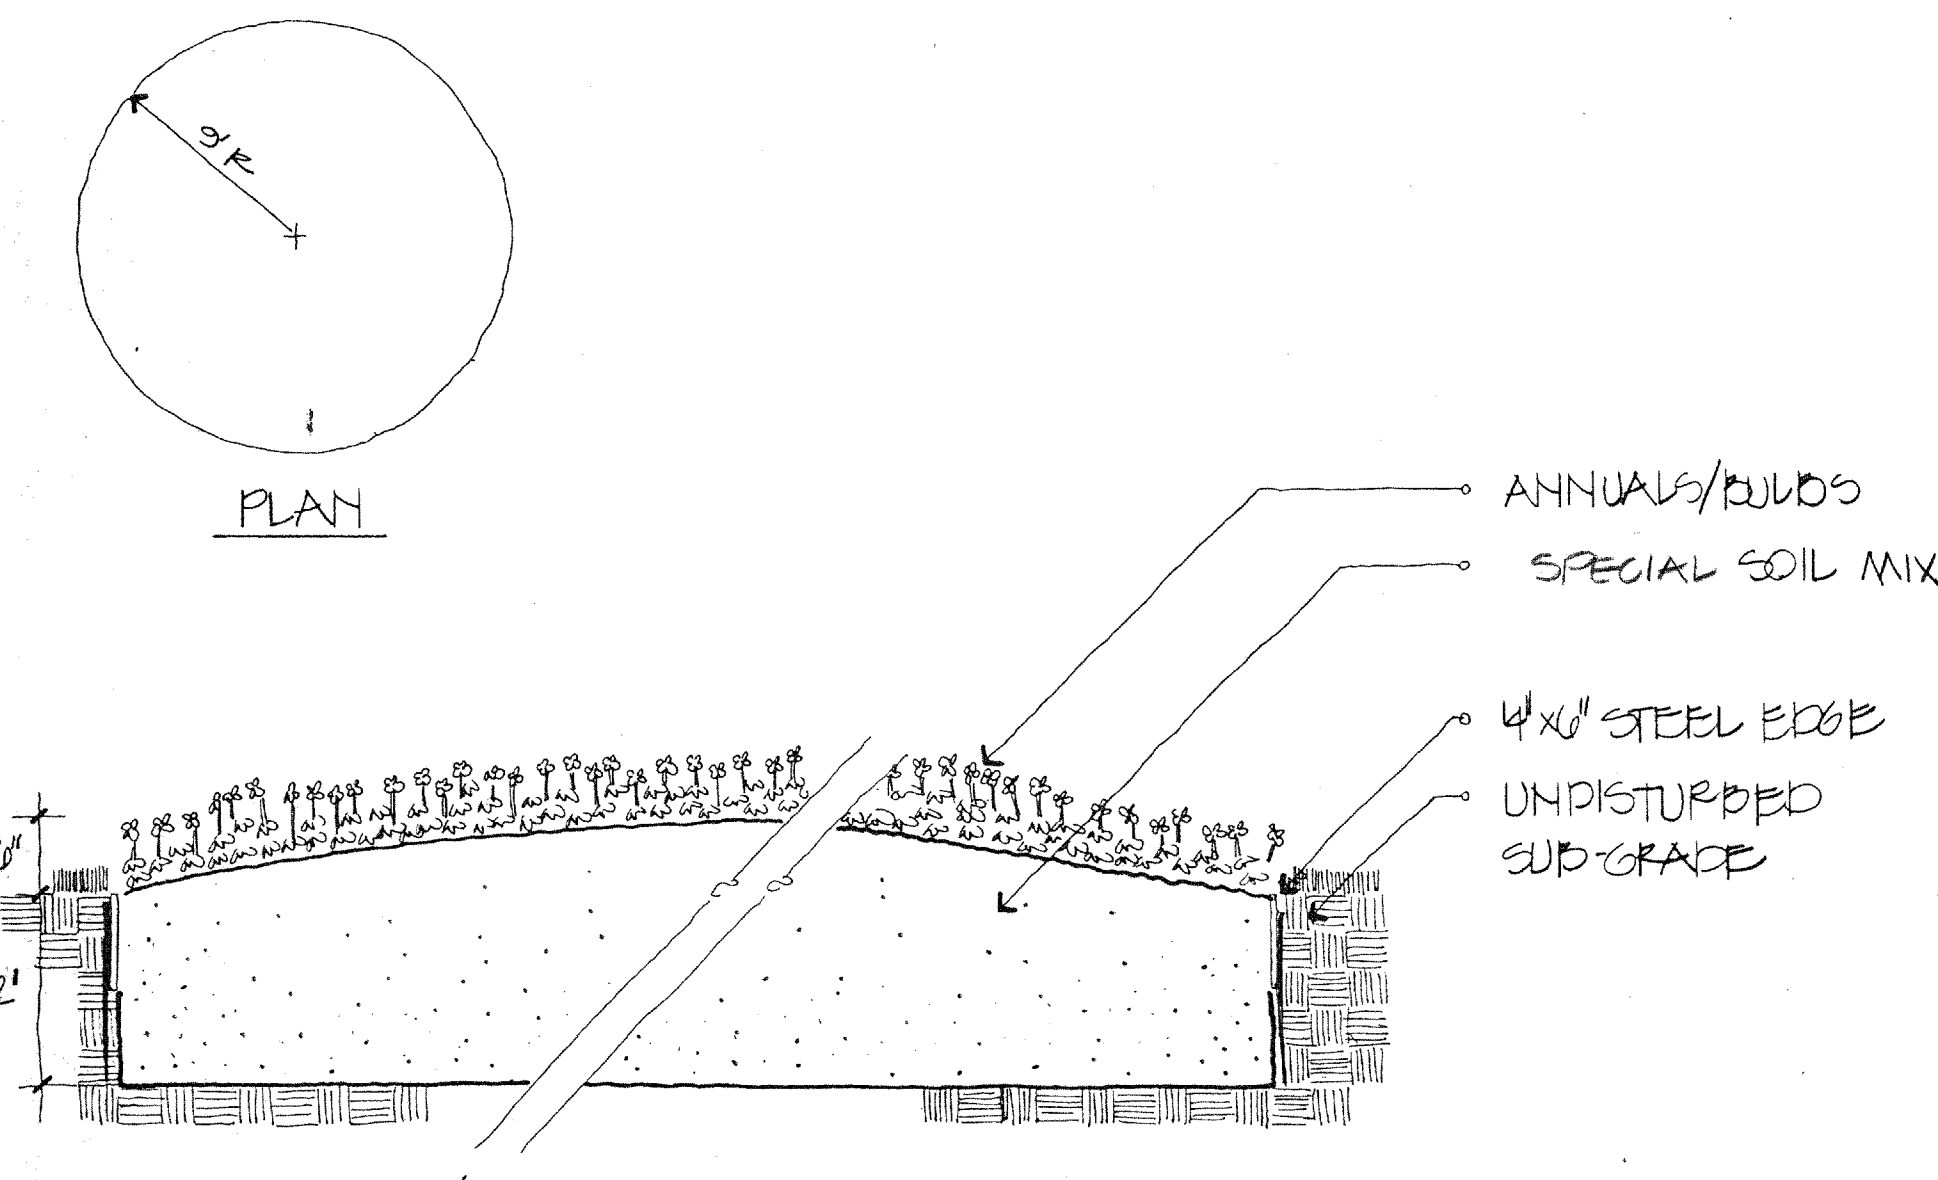 9' R
PLAN
ANNUALS/BULBS
SPECIAL SOIL MIX
4"x6" STEEL EDGE
UNDISTURBED
SUB-GRADE